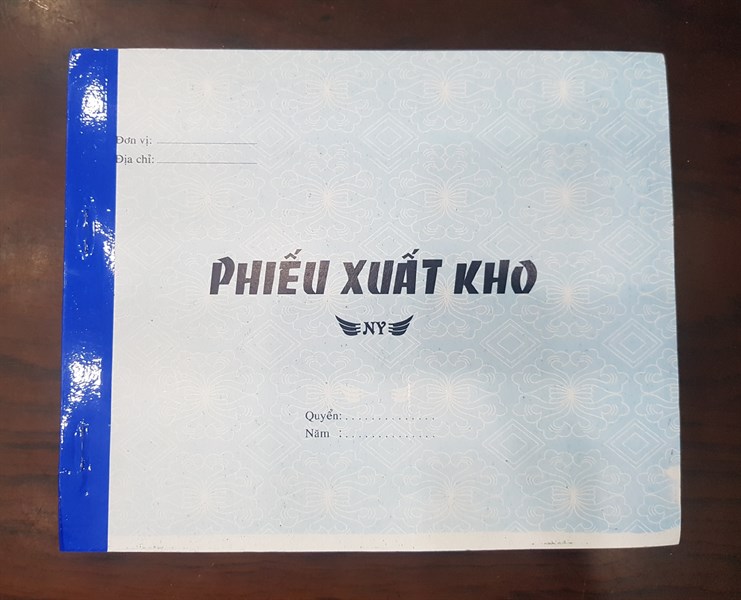 Đơn vị:
Địa chỉ:
PHIẾU XUẤT KHO
NY
Quyển:..............
Năm :..............